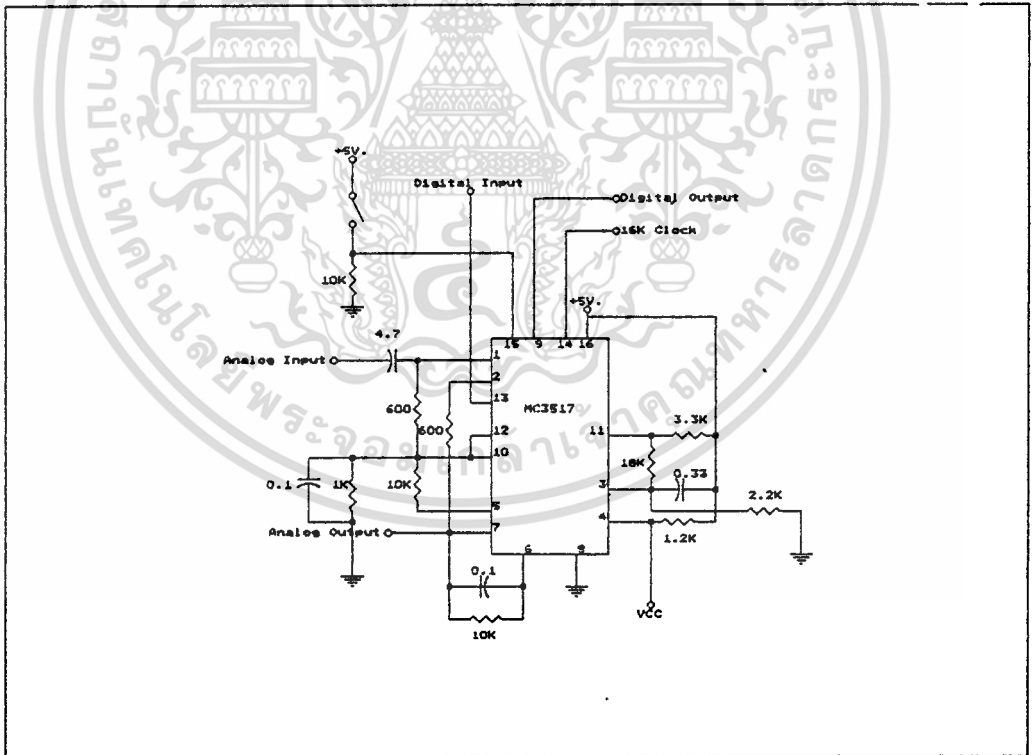 +5V.
Digital Input
Digital Output
16K Clock
10K
+5V.
4.7
15 9 14 16
Analog Input
1
2
13
MC3517
600
600
12
11
3.3K
10
18K
0.33
0.1
1K
10K
3
2.2K
5
4
Analog Output
7
1.2K
6
8
0.1
VCC
10K